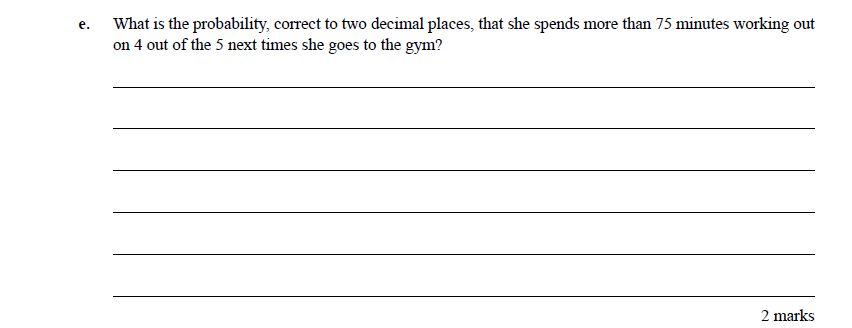 e. What is the probability, correct to two decimal places, that she spends more than 75 minutes working out
on 4 out of the 5 next times she goes to the gym?
2 marks